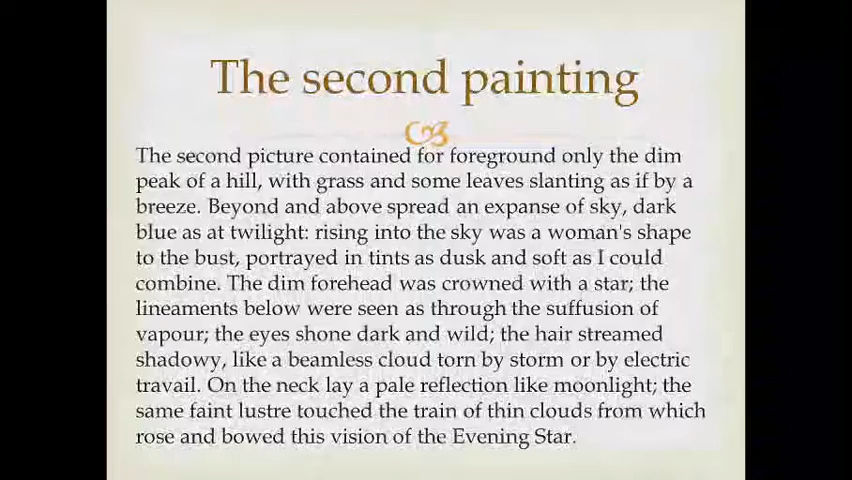 The second painting
The second picture contained for foreground only the dim
peak of a hill, with grass and some leaves slanting as if by a
breeze. Beyond and above spread an expanse of sky, dark
blue as at twilight: rising into the sky was a woman's shape
to the bust, portrayed in tints as dusk and soft as I could
combine. The dim forehead was crowned with a star; the
lineaments below were seen as through the suffusion of
vapour; the eyes shone dark and wild; the hair streamed
shadowy, like a beamless cloud torn by storm or by electric
travail. On the neck lay a pale reflection like moonlight; the
same faint lustre touched the train of thin clouds from which
rose and bowed this vision of the Evening Star.